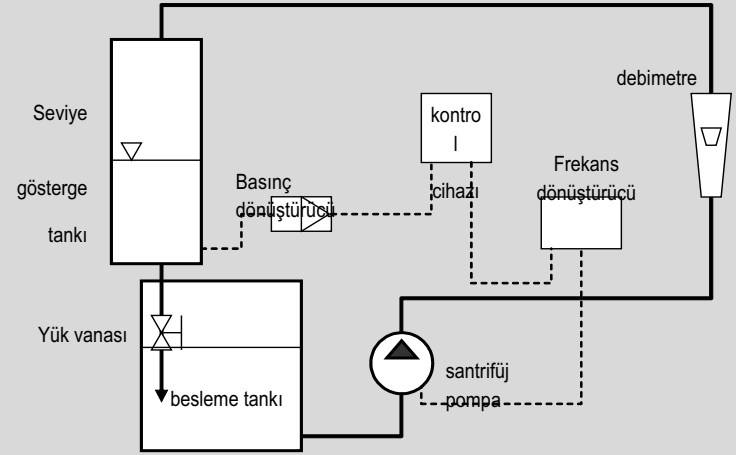 debimetre
Seviye
gösterge
tankı
kontro
l
cihazı
Basınç
dönüştürücü
Frekans
dönüştürücü
Yük vanası
besleme tankı
santrifüj
pompa